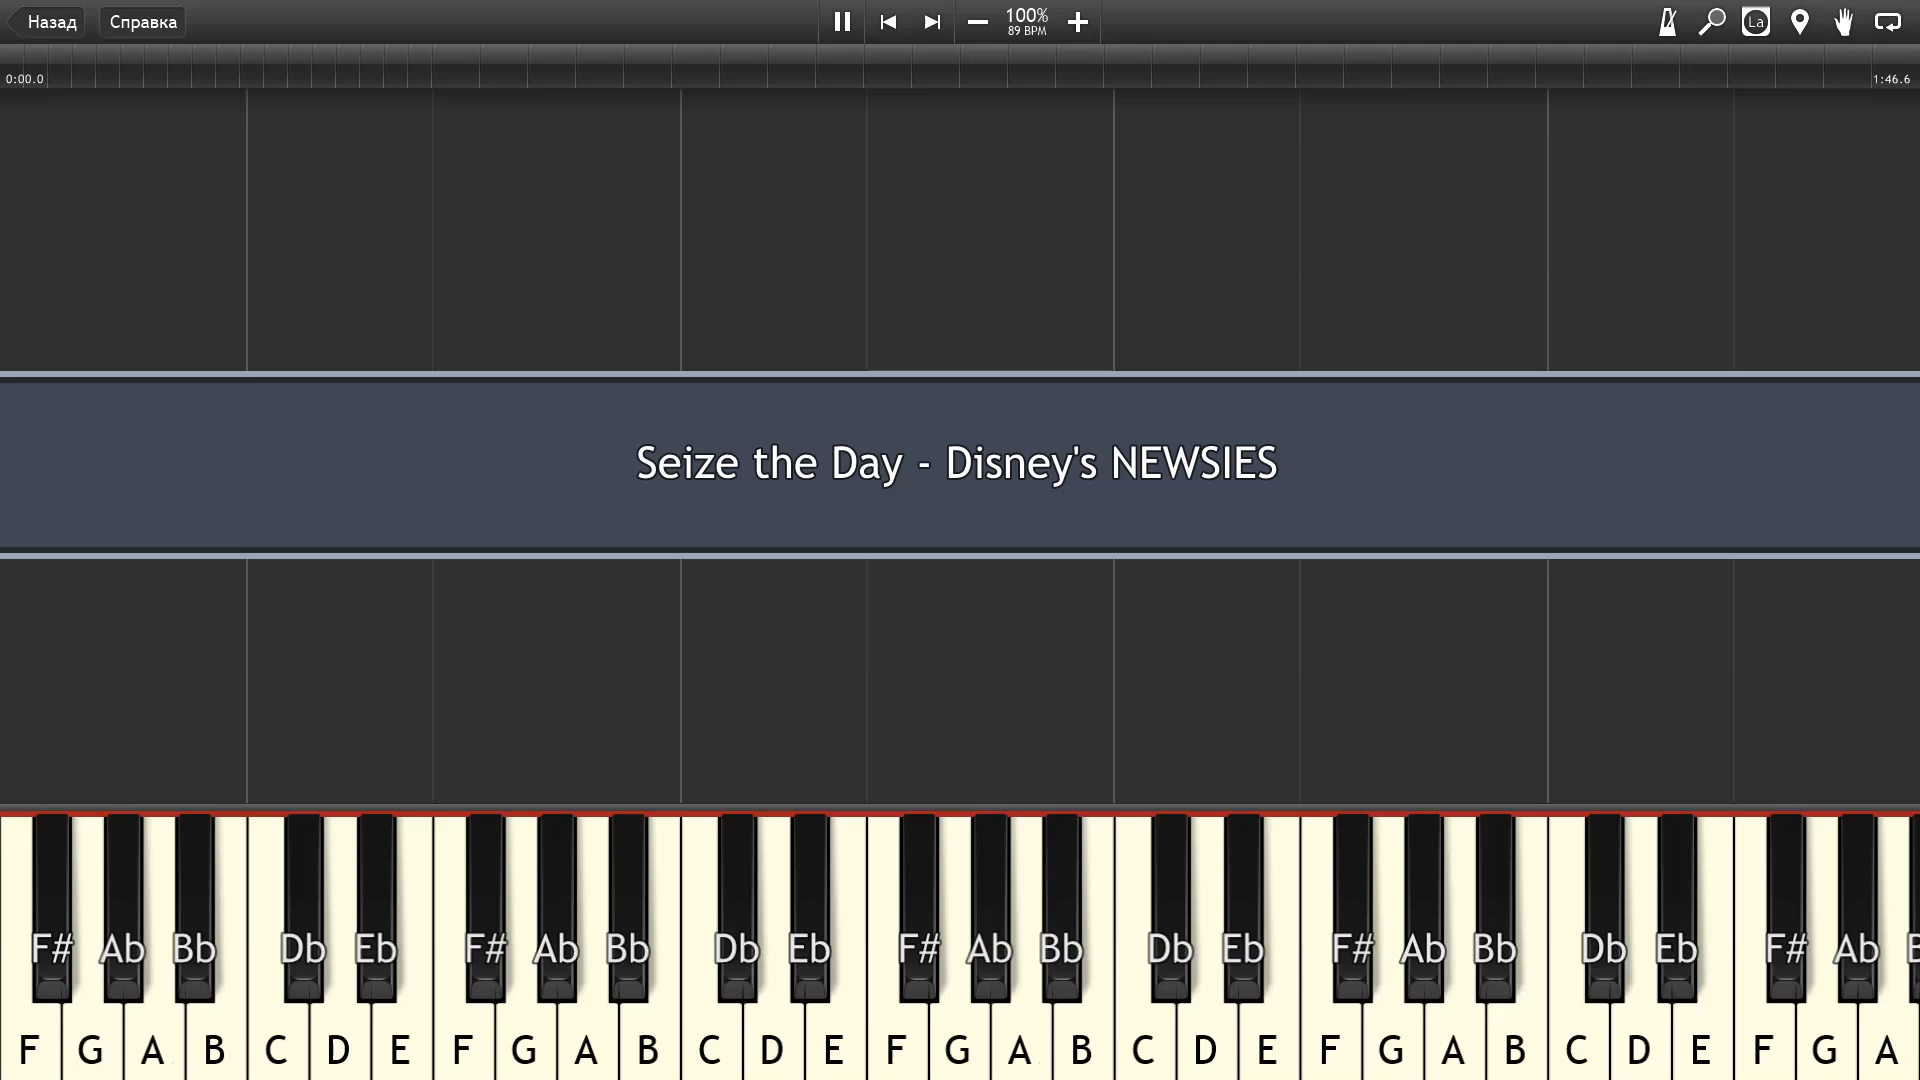 Назад Справка 100% 89 BPM La
0:00.0 1:46.6
Seize the Day - Disney's NEWSIES
F# Ab Bb Db Eb F# Ab Bb Db Eb F# Ab Bb Db Eb F# Ab Bb Db Eb F# Ab
F G A B C D E F G A B C D E F G A B C D E F G A B C D E F G A